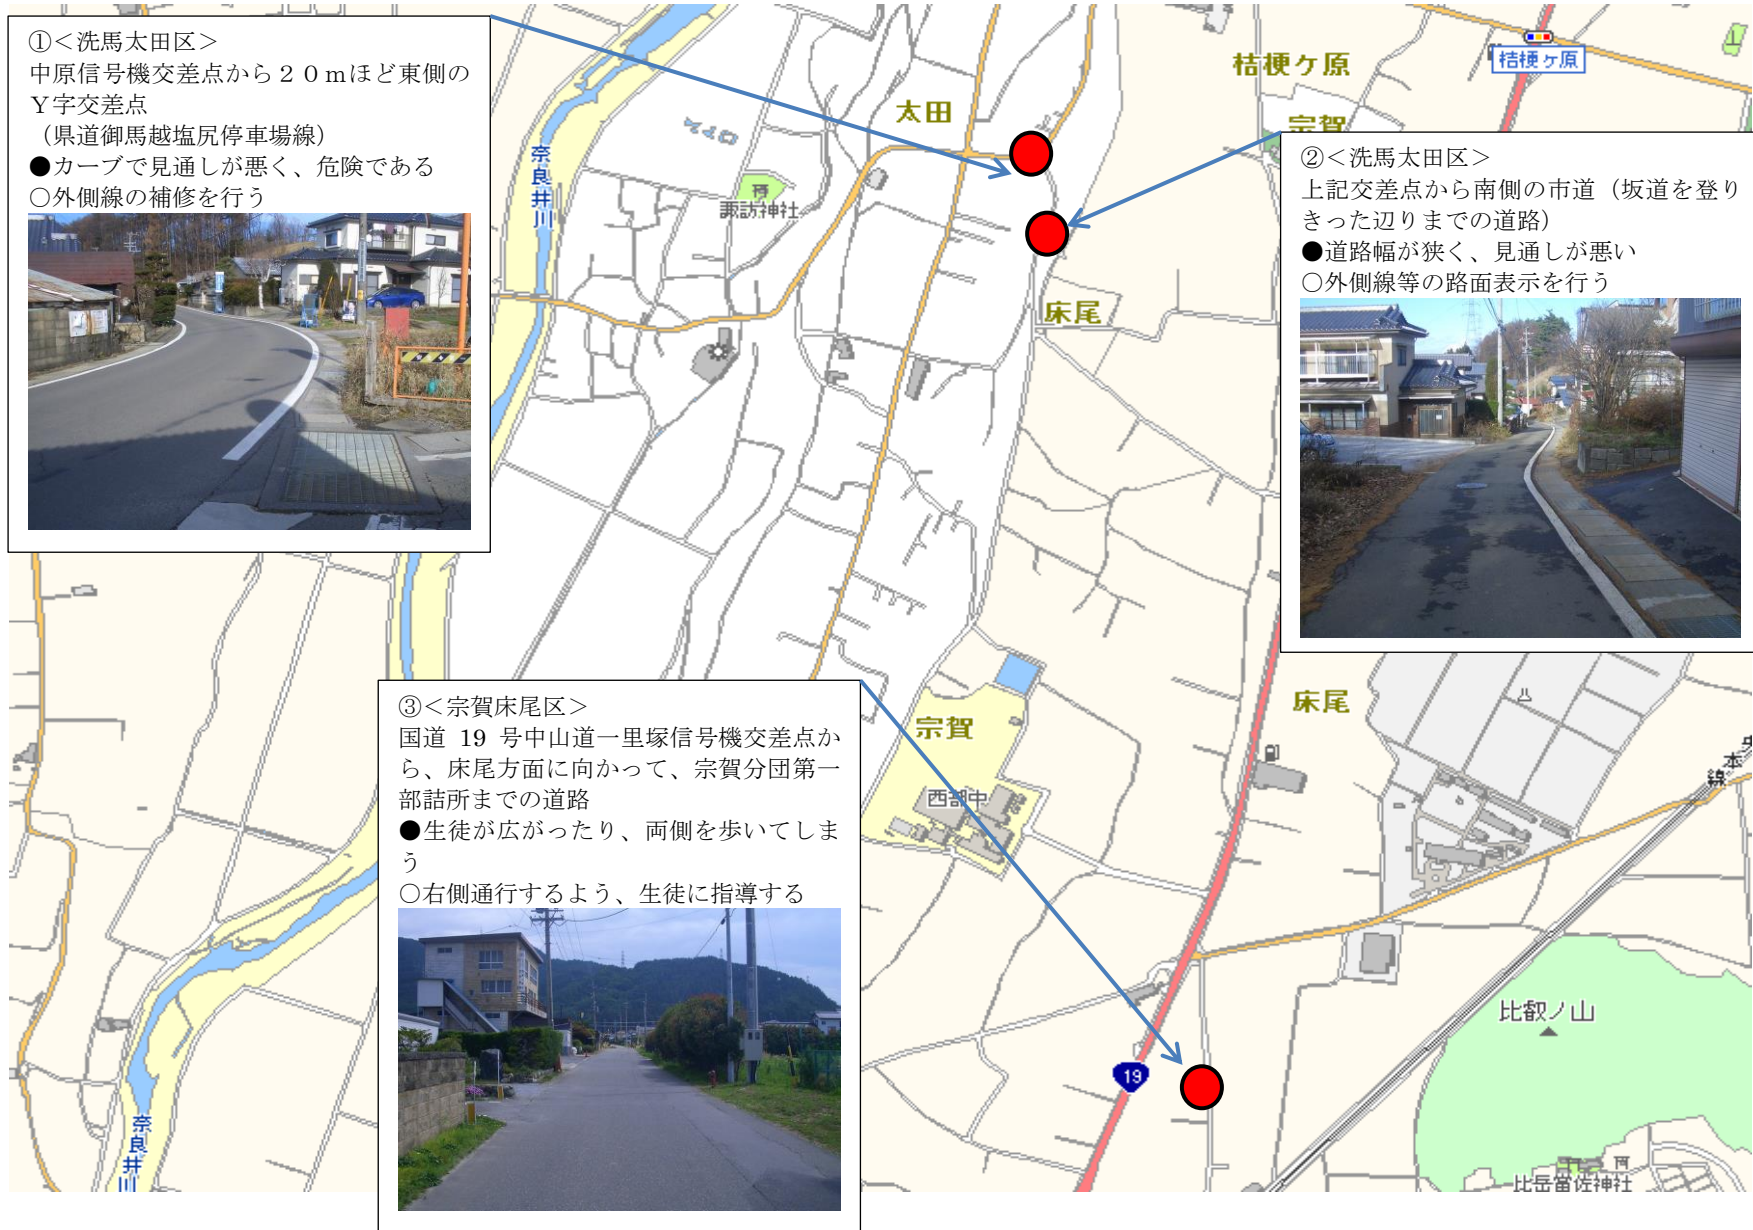 ①＜洗馬太田区＞
中原信号機交差点から２０ｍほど東側の
Ｙ字交差点
（県道御馬越塩尻停車場線）
●カーブで見通しが悪く、危険である
○外側線の補修を行う
②＜洗馬太田区＞
上記交差点から南側の市道（坂道を登り
きった辺りまでの道路）
●道路幅が狭く、見通しが悪い
○外側線等の路面表示を行う
③＜宗賀床尾区＞
国道 19 号中山道一里塚信号機交差点か
ら、床尾方面に向かって、宗賀分団第一
部詰所までの道路
●生徒が広がったり、両側を歩いてしま
う
○右側通行するよう、生徒に指導する
桔梗ヶ原
桔梗ヶ原
太田
宗賀
奈良井川
諏訪神社
床尾
宗賀
西部中
床尾
中央本線
比叡ノ山
19
奈良井川